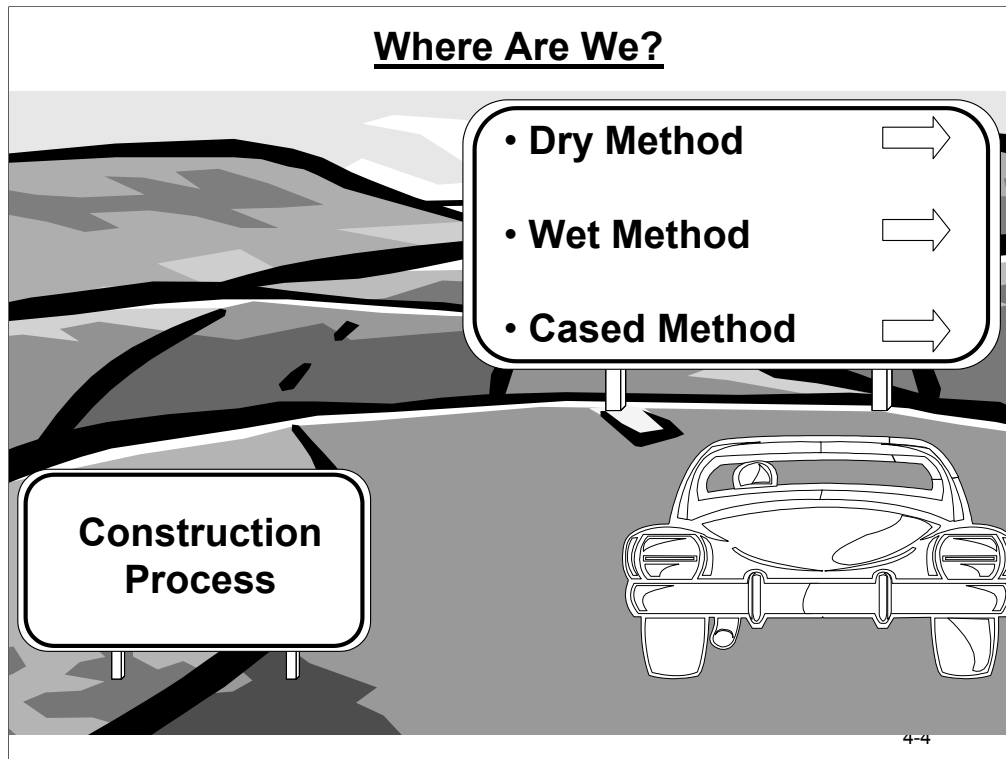 Where Are We?
• Dry Method
• Wet Method
• Cased Method
Construction
Process
4-4